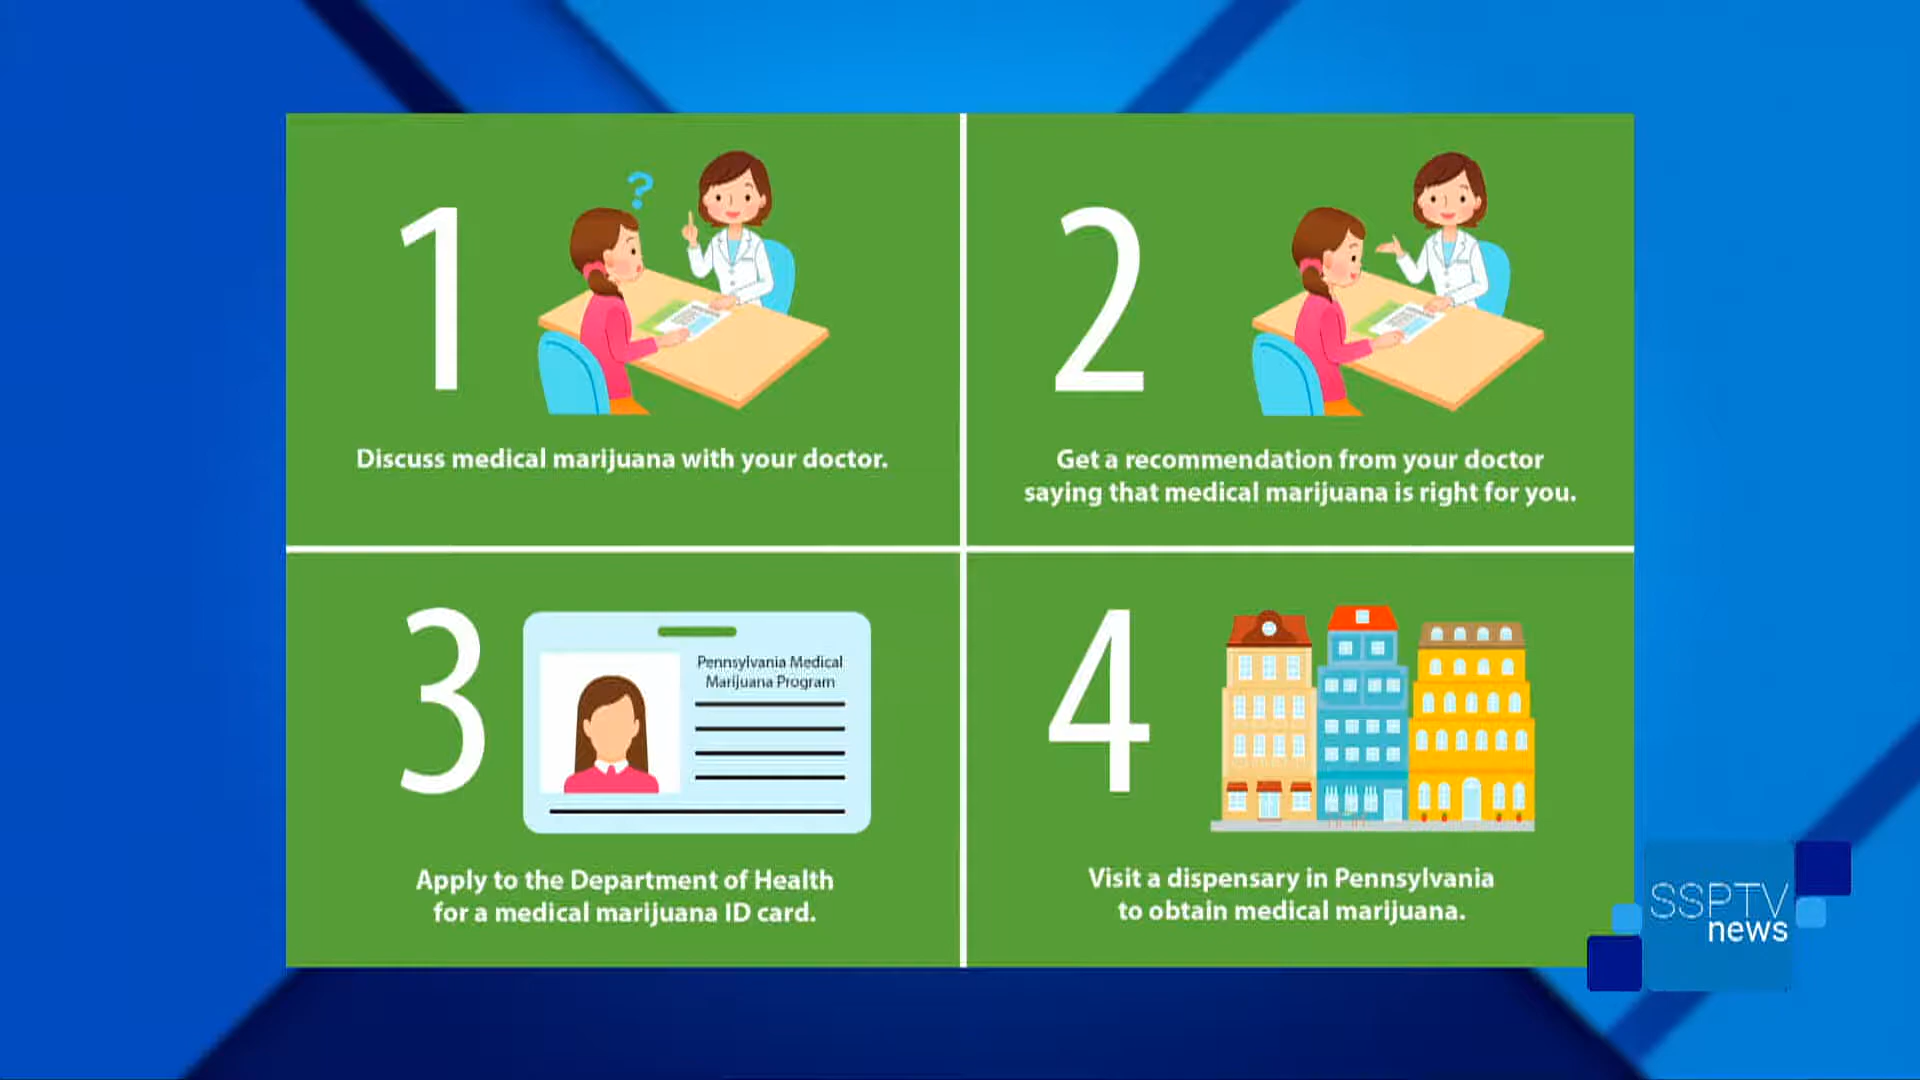 1
?
Discuss medical marijuana with your doctor.
2
Get a recommendation from your doctor
saying that medical marijuana is right for you.
3
Pennsylvania Medical
Marijuana Program
Apply to the Department of Health
for a medical marijuana ID card.
4
Visit a dispensary in Pennsylvania
to obtain medical marijuana.
SSPTV
news